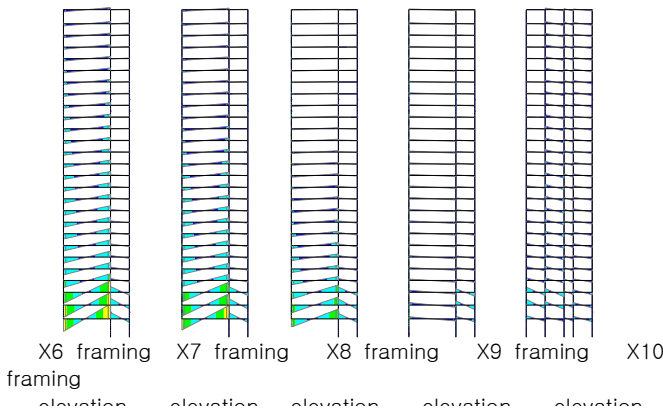 X6 framing X7 framing X8 framing X9 framing X10
framing
elevation elevation elevation elevation elevation